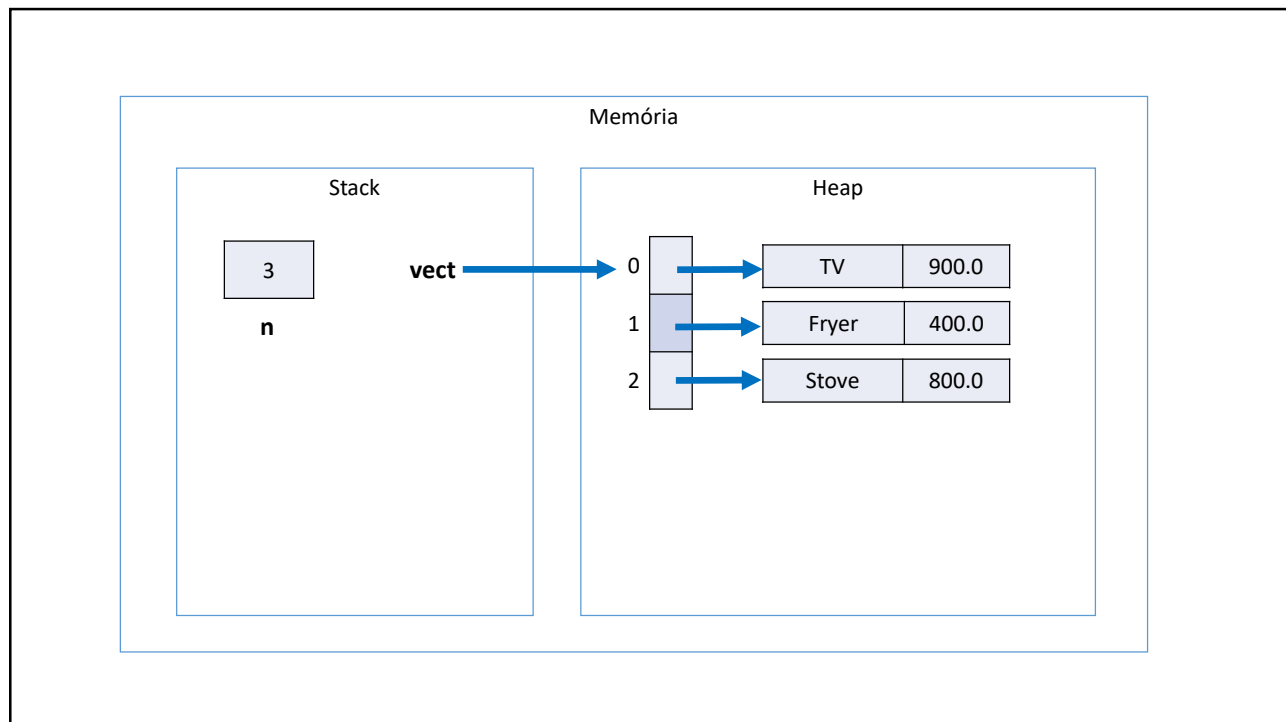 Memória
Stack
Heap
3
n
vect
0
TV 900.0
1
Fryer 400.0
2
Stove 800.0